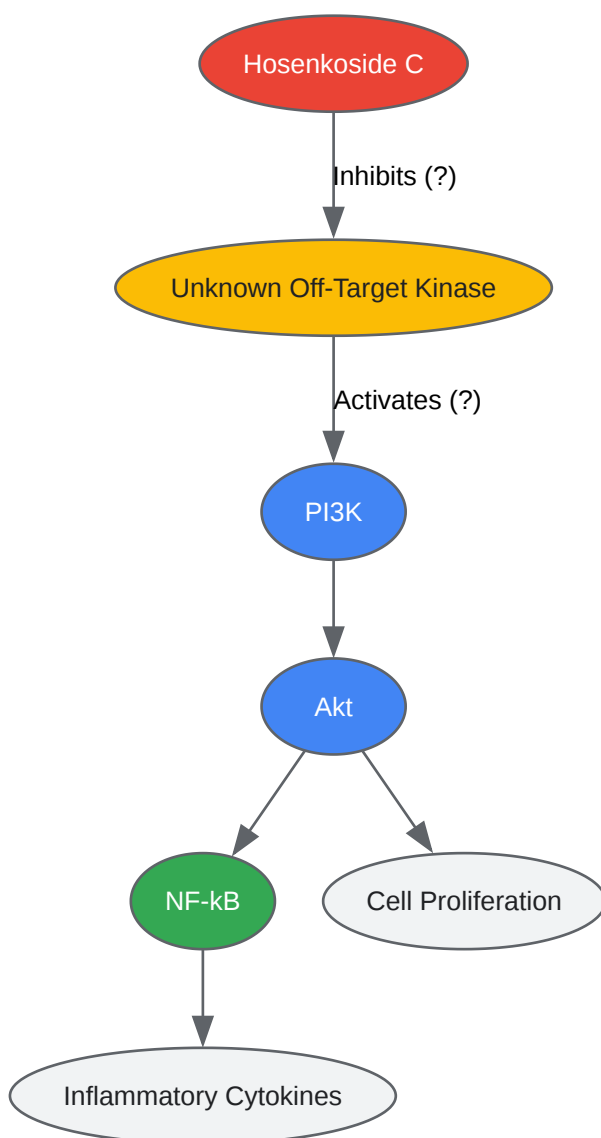 Hosenkoside C
Inhibits (?)
Unknown Off-Target Kinase
Activates (?)
PI3K
Akt
NF-kB
Cell Proliferation
Inflammatory Cytokines